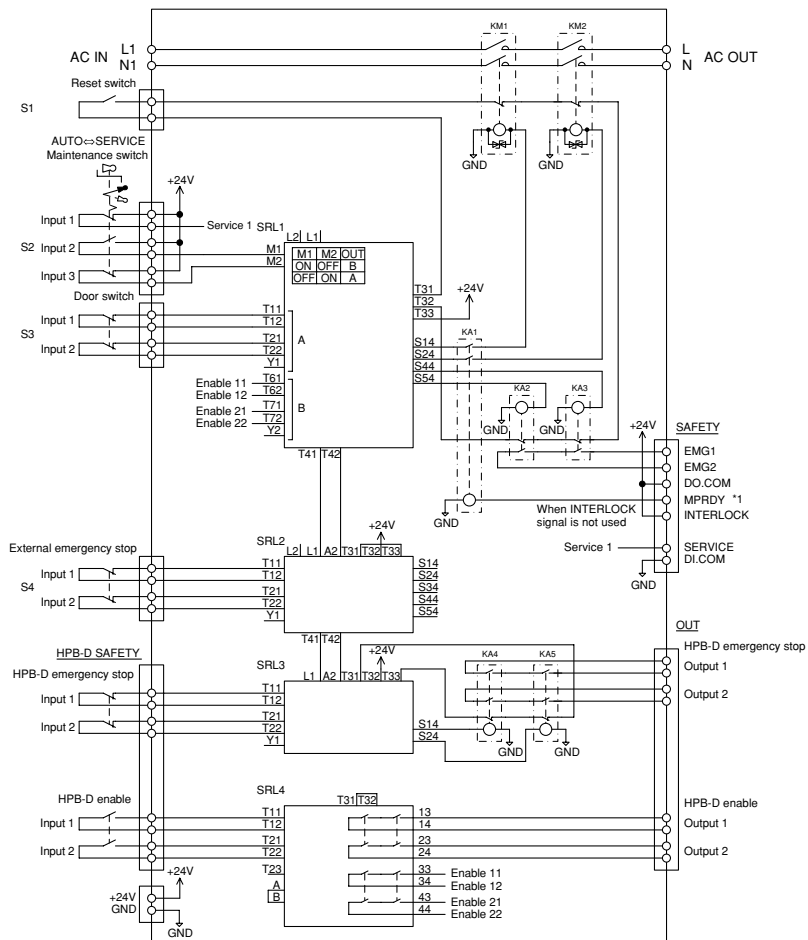 KM1 KM2
AC IN L1 L AC OUT
N1 N
Reset switch
S1
AUTO⇔SERVICE
Maintenance switch
+24V
GND GND
Input 1
Service 1
S2 Input 2
Input 3
SRL1
L2 L1
M1
M2
M1 M2 OUT
ON OFF B
OFF ON A
T31
T32
T33
+24V
Door switch
S3
Input 1
Input 2
T11
T12
T21
T22
Y1
A
S14
S24
S44
S54
KA1
KA2 KA3
GND GND
Enable 11 T61
Enable 12 T62
Enable 21 T71
Enable 22 T72
Y2
B
T41 T42
+24V
SAFETY
EMG1
EMG2
DO.COM
MPRDY *1
INTERLOCK
When INTERLOCK
signal is not used
GND
Service 1 SERVICE
DI.COM
GND
External emergency stop
S4
Input 1
Input 2
SRL2
+24V
L2 L1 A2 T31 T32 T33
T11
T12
T21
T22
Y1
S14
S24
S34
S44
S54
T41 T42
OUT
HPB-D emergency stop
Output 1
Output 2
HPB-D SAFETY
HPB-D emergency stop
Input 1
Input 2
SRL3
+24V
L1 A2 T31 T32 T33
T11
T12
T21
T22
Y1
S14
S24
KA4 KA5
GND GND
HPB-D enable
Input 1
Input 2
SRL4
T31 T32
T11
T12
T21
T22
T23
A
B
13
14
23
24
33 Enable 11
34 Enable 12
43 Enable 21
44 Enable 22
HPB-D enable
Output 1
Output 2
+24V
+24V
GND
GND